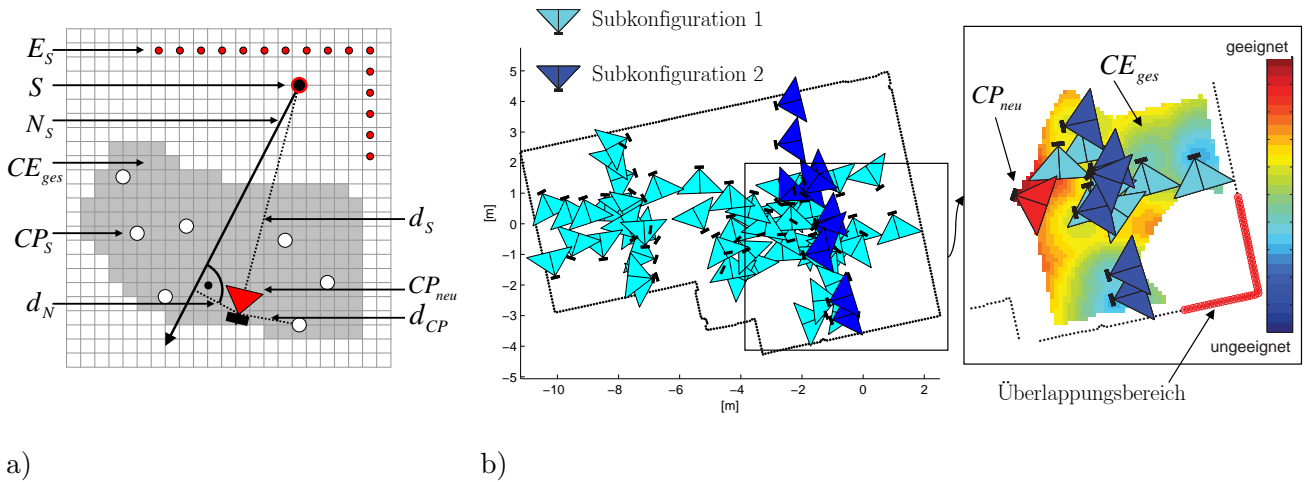 E_S
S
N_S
CE_ges
CP_S
d_N
d_S
CP_neu
d_CP
a)
Subkonfiguration 1
Subkonfiguration 2
[m]
5
4
3
2
1
0
−1
−2
−3
−4
−5
−10
−8
−6
−4
−2
0
2
[m]
b)
CP_neu
CE_ges
geeignet
ungeeignet
Überlappungsbereich